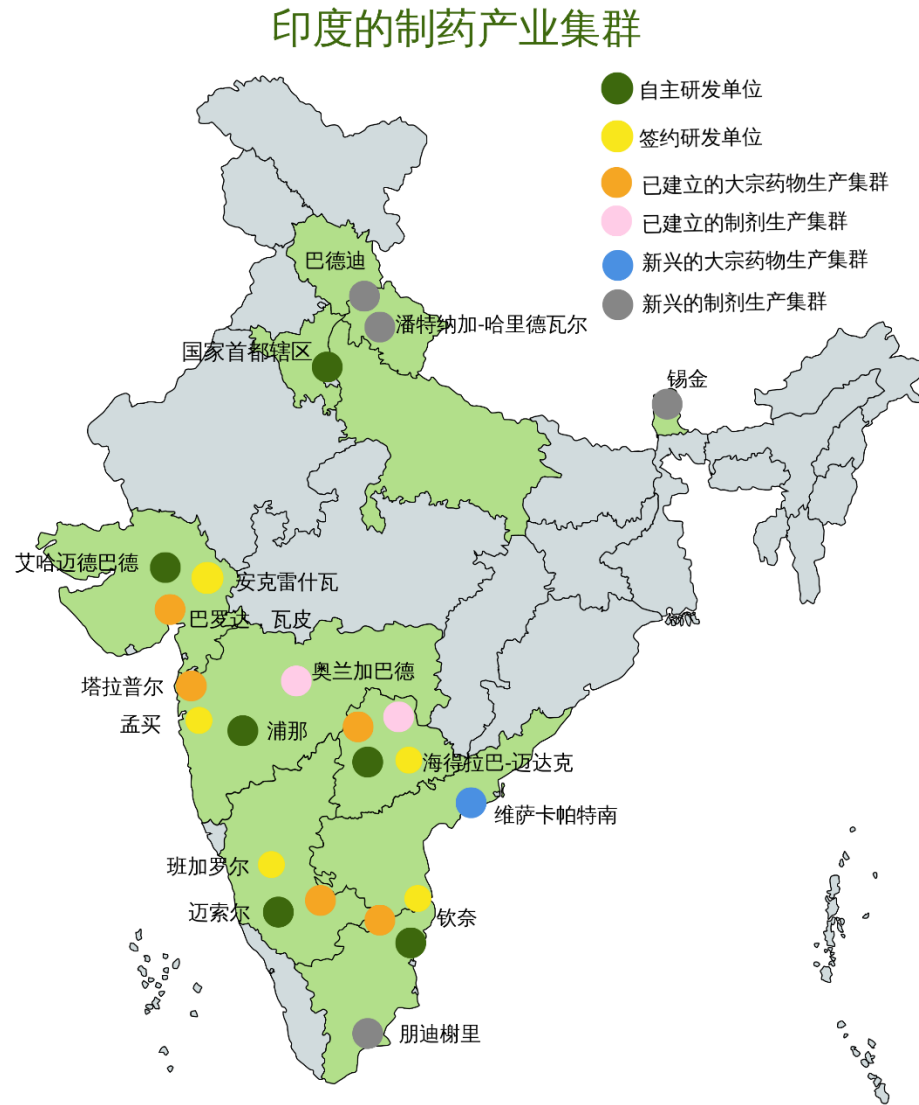 印度的制药产业集群
自主研发单位
签约研发单位
已建立的大宗药物生产集群
已建立的制剂生产集群
新兴的大宗药物生产集群
新兴的制剂生产集群
巴德迪
潘特纳加-哈里德瓦尔
国家首都辖区
锡金
艾哈迈德巴德
安克雷什瓦
巴罗达
瓦皮
奥兰加巴德
塔拉普尔
孟买
浦那
海得拉巴-迈达克
维萨卡帕特南
班加罗尔
迈索尔
钦奈
朋迪榭里